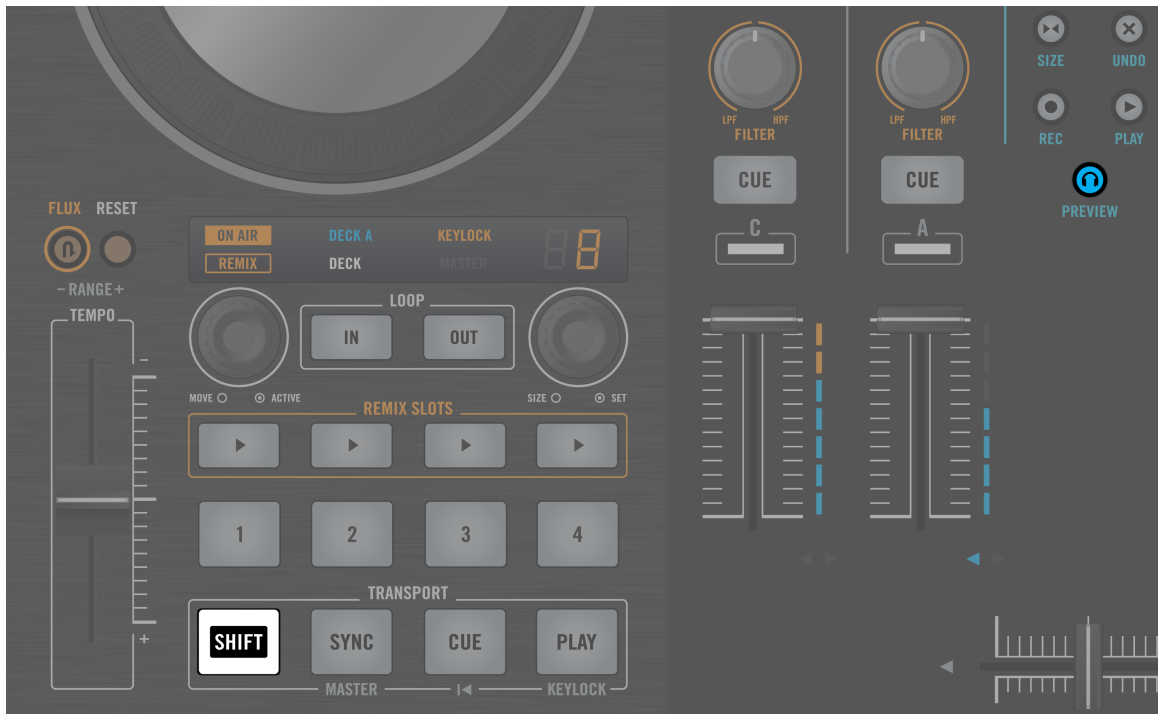 SIZE
UNDO
LPF HPF
FILTER
LPF HPF
FILTER
REC
PLAY
CUE
CUE
PREVIEW
FLUX RESET
ON AIR
DECK A
KEYLOCK
8
REMIX
DECK
MASTER
C
A
- RANGE +
TEMPO
LOOP
IN
OUT
-
MOVE
ACTIVE
SIZE
SET
REMIX SLOTS
1
2
3
4
TRANSPORT
+
SHIFT
SYNC
CUE
PLAY
MASTER
KEYLOCK